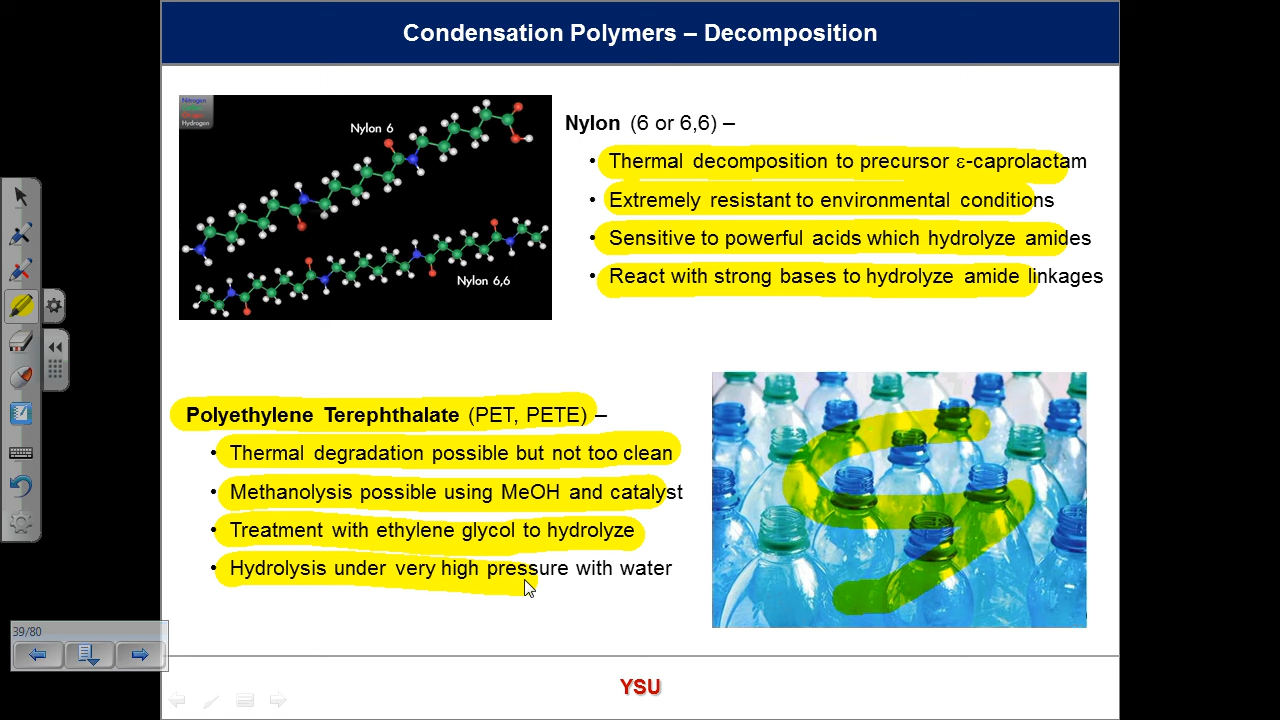 Condensation Polymers – Decomposition
Nitrogen
Hydrogen
Nylon 6
Nylon 6,6
Nylon (6 or 6,6) –
• Thermal decomposition to precursor ε-caprolactam
• Extremely resistant to environmental conditions
• Sensitive to powerful acids which hydrolyze amides
• React with strong bases to hydrolyze amide linkages
Polyethylene Terephthalate (PET, PETE) –
• Thermal degradation possible but not too clean
• Methanolysis possible using MeOH and catalyst
• Treatment with ethylene glycol to hydrolyze
• Hydrolysis under very high pressure with water
39/80
YSU